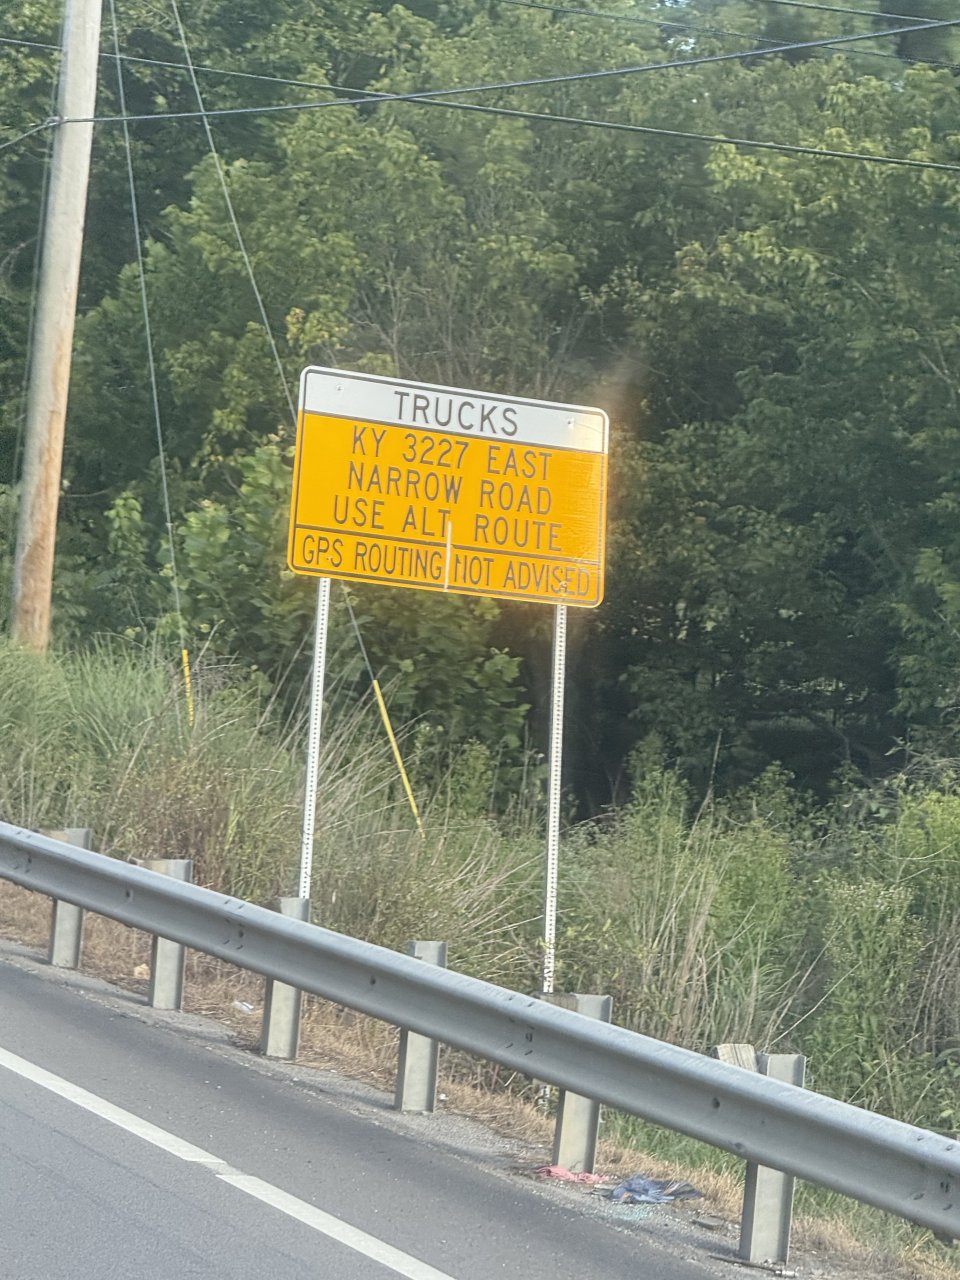 TRUCKS
KY 3227 EAST
NARROW ROAD
USE ALT ROUTE
GPS ROUTING NOT ADVISED